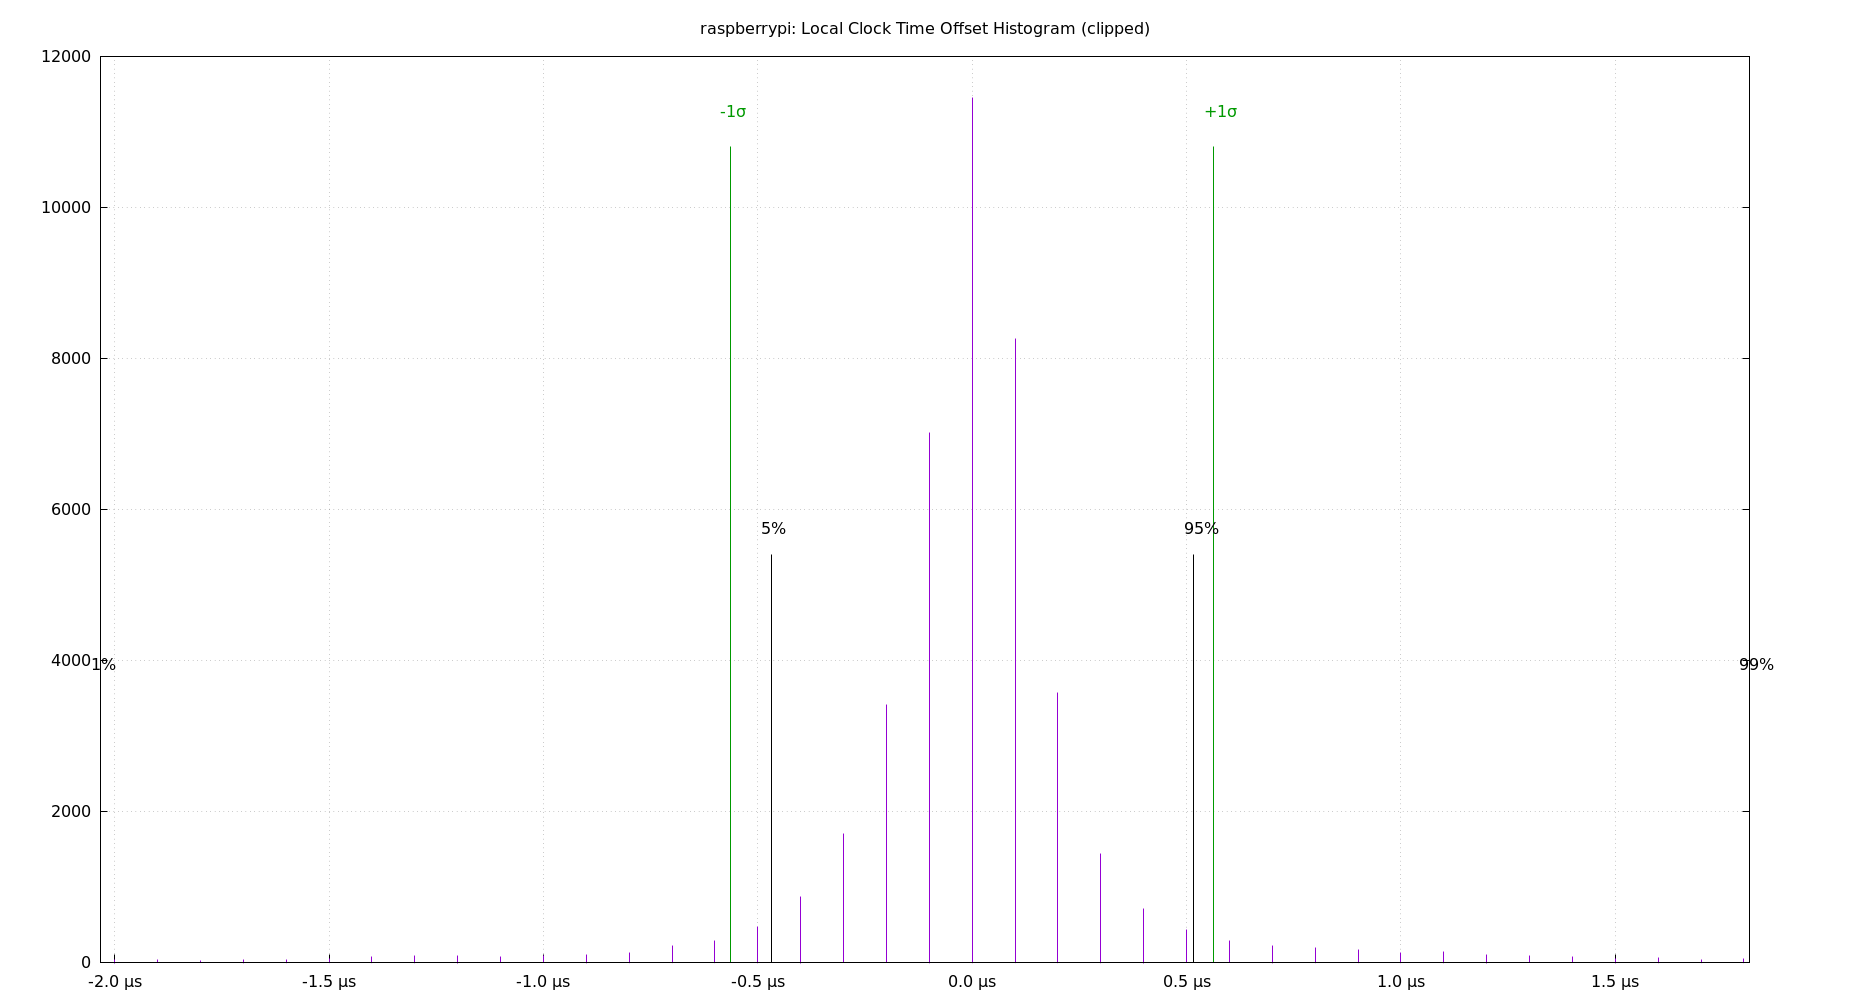 raspberrypi: Local Clock Time Offset Histogram (clipped)
12000
-1σ
+1σ
10000
8000
6000
5%
95%
4000
1%
99%
2000
0
-2.0 µs
-1.5 µs
-1.0 µs
-0.5 µs
0.0 µs
0.5 µs
1.0 µs
1.5 µs